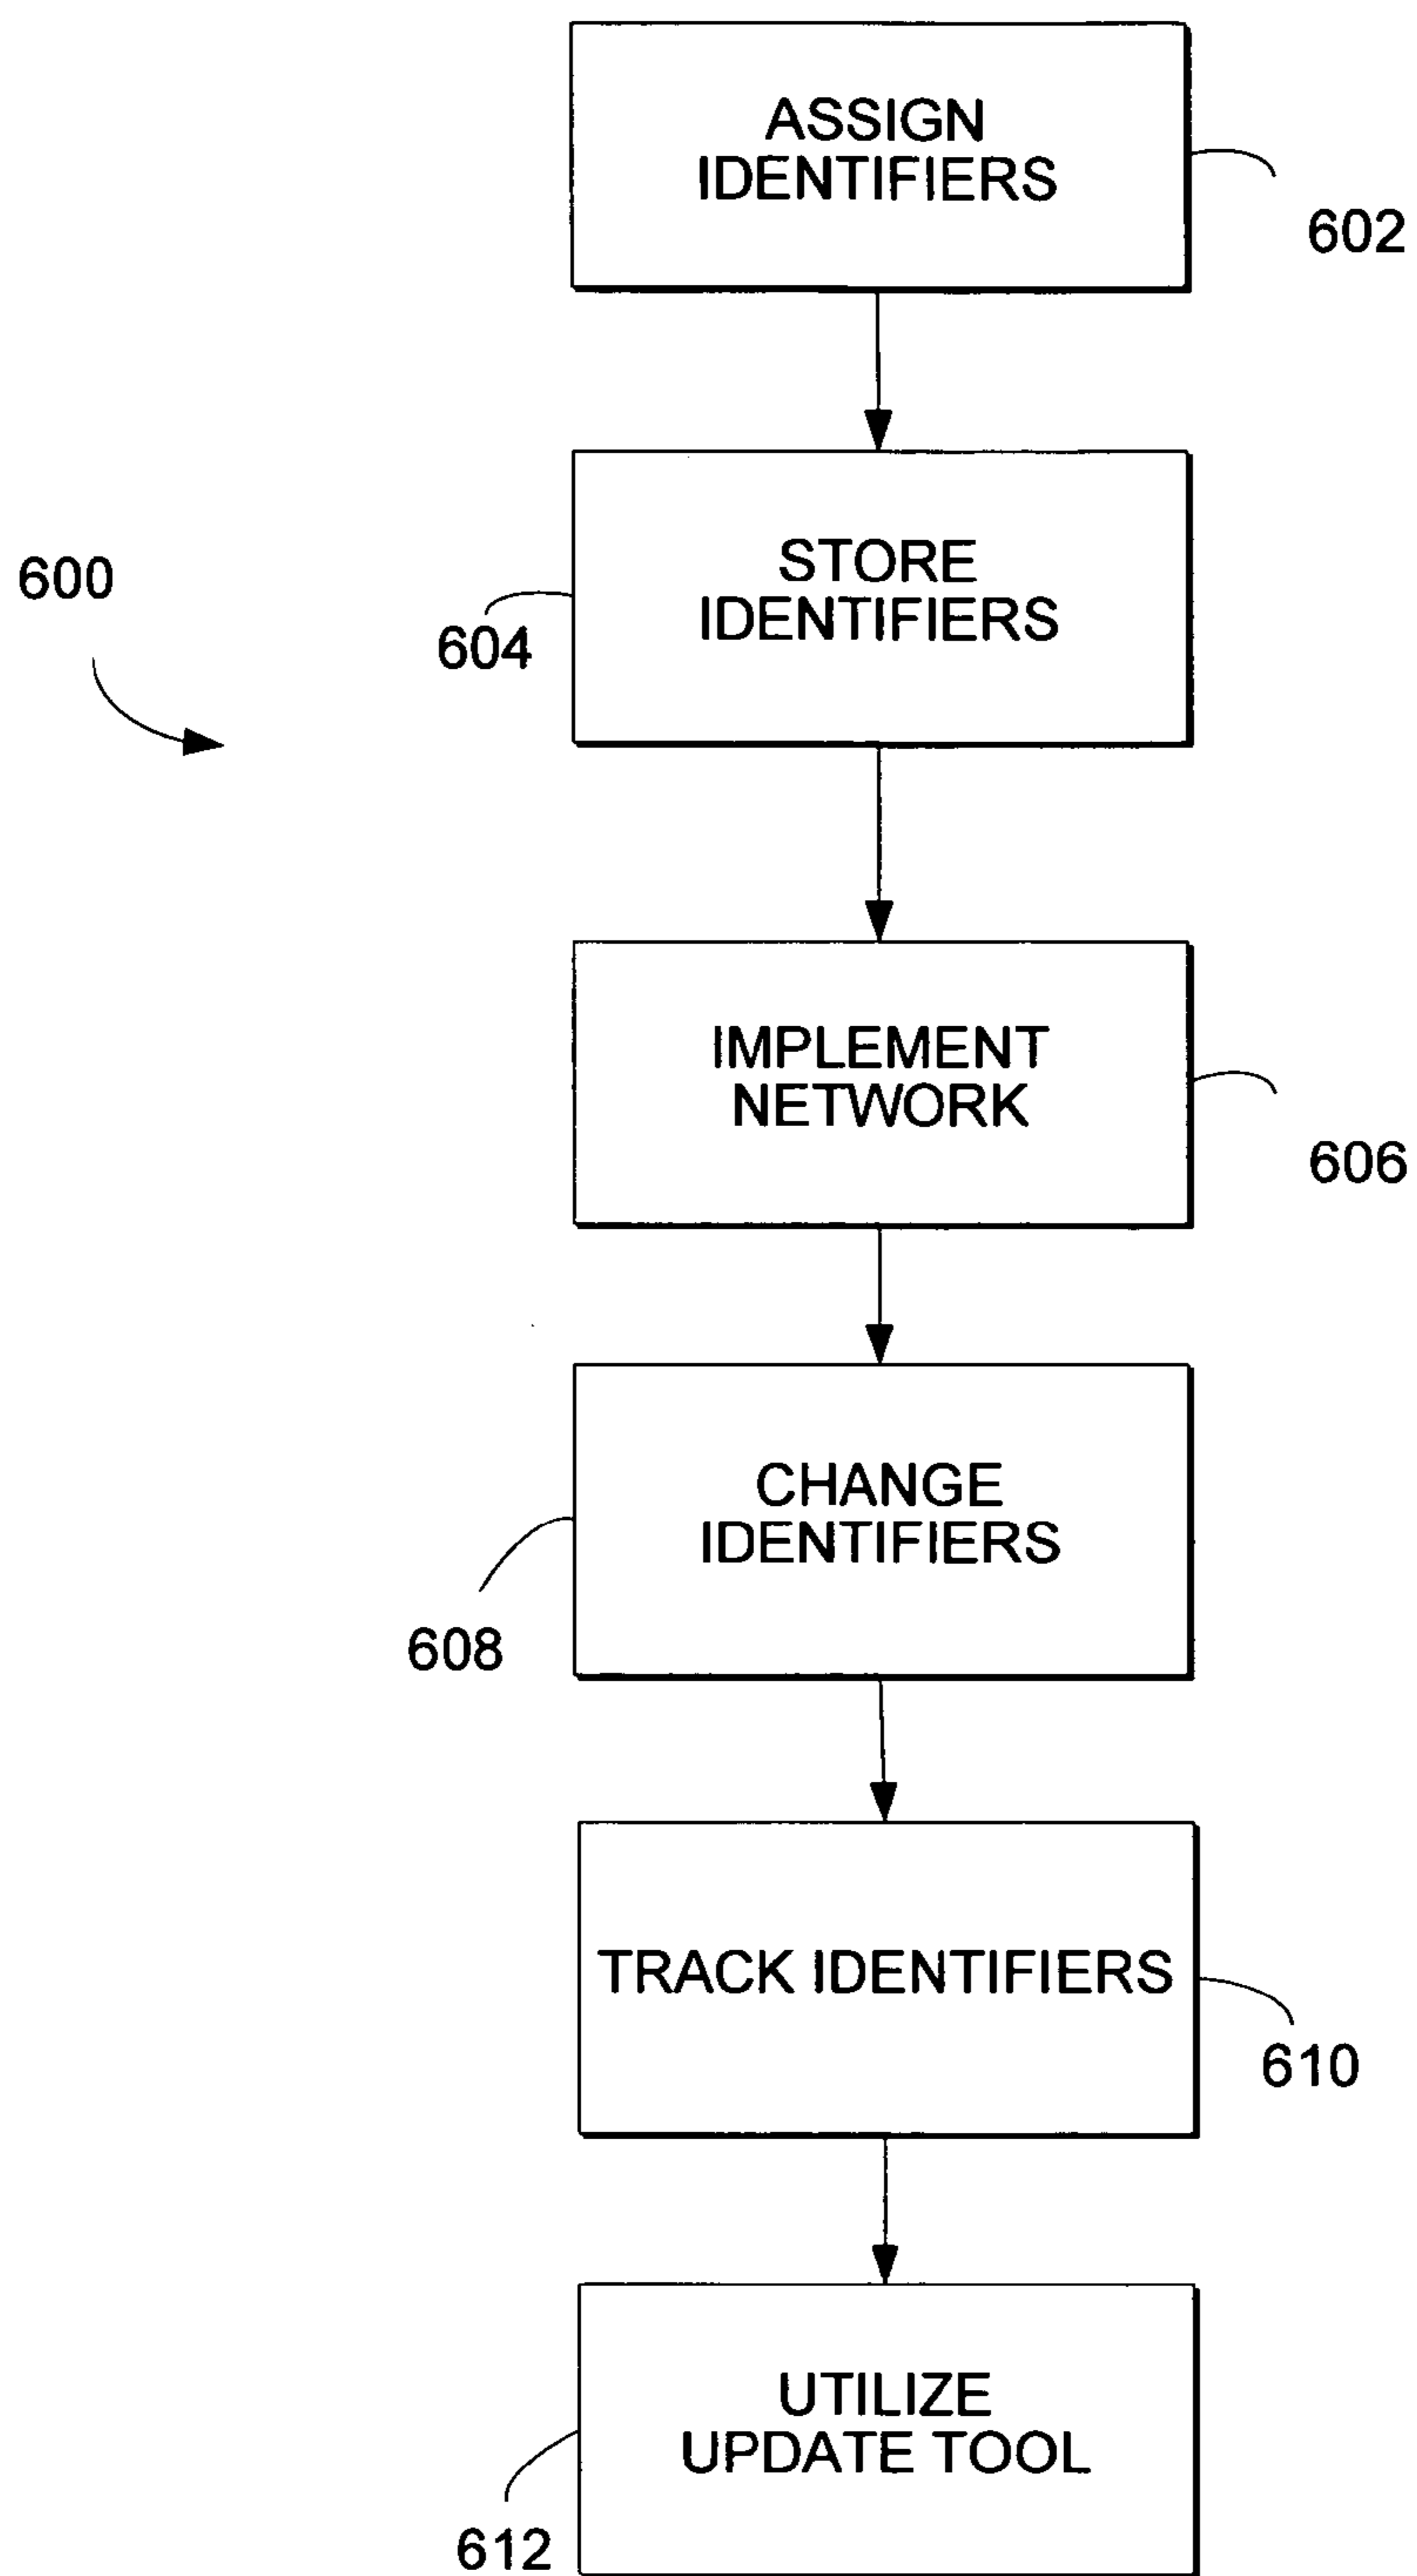 ASSIGN
IDENTIFIERS
602
STORE
IDENTIFIERS
600
604
IMPLEMENT
NETWORK
606
CHANGE
IDENTIFIERS
608
TRACK IDENTIFIERS
610
UTILIZE
UPDATE TOOL
612